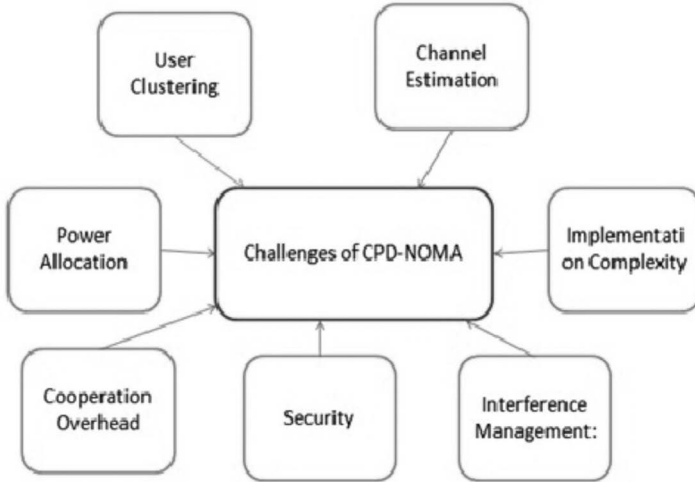 User
Clustering
Channel
Estimation
Power
Allocation
Challenges of CPD-NOMA
Implementati
on Complexity
Cooperation
Overhead
Security
Interference
Management: